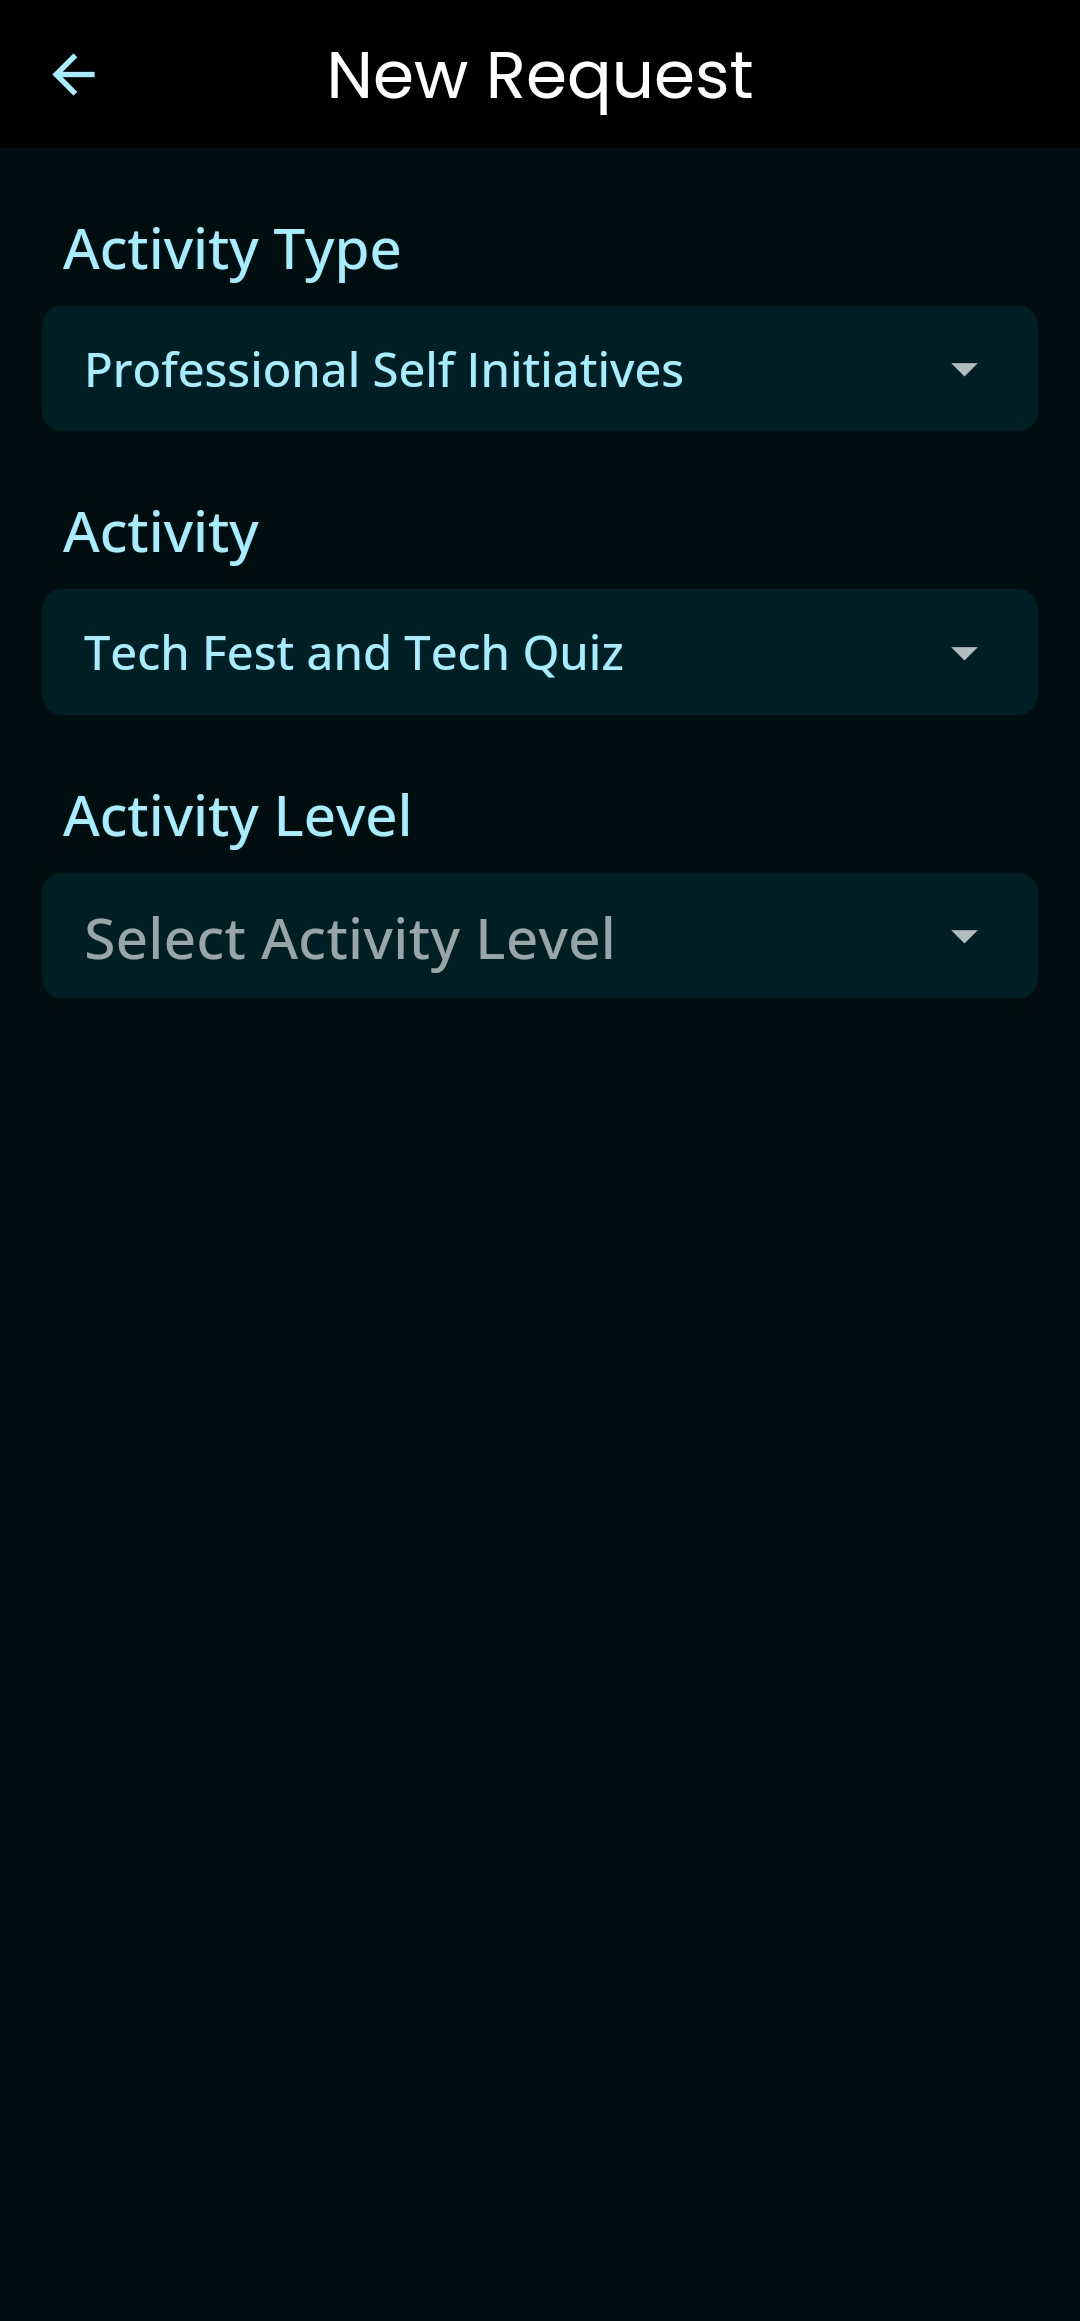 New Request
Activity Type
Professional Self Initiatives
Activity
Tech Fest and Tech Quiz
Activity Level
Select Activity Level